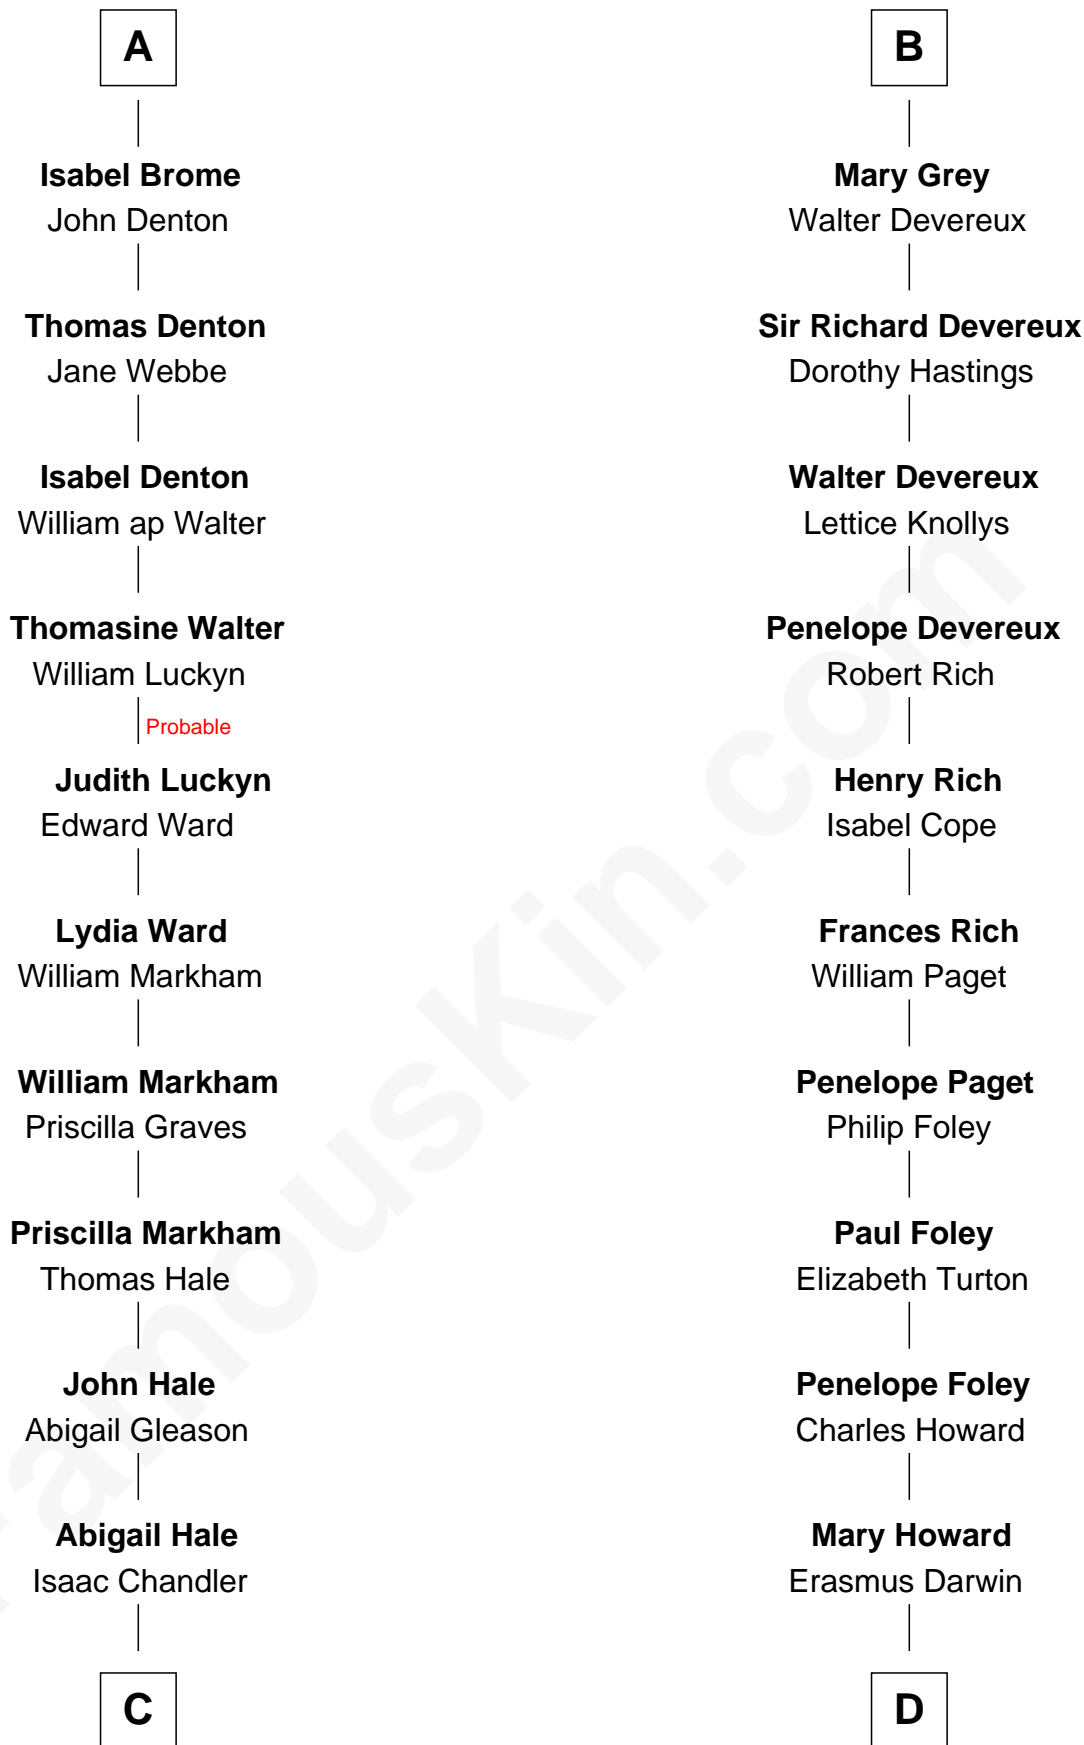 A
Isabel Brome
John Denton
Thomas Denton
Jane Webbe
Isabel Denton
William ap Walter
Thomasine Walter
William Luckyn
Probable
Judith Luckyn
Edward Ward
Lydia Ward
William Markham
William Markham
Priscilla Graves
Priscilla Markham
Thomas Hale
John Hale
Abigail Gleason
Abigail Hale
Isaac Chandler
C
B
Mary Grey
Walter Devereux
Sir Richard Devereux
Dorothy Hastings
Walter Devereux
Lettice Knollys
Penelope Devereux
Robert Rich
Henry Rich
Isabel Cope
Frances Rich
William Paget
Penelope Paget
Philip Foley
Paul Foley
Elizabeth Turton
Penelope Foley
Charles Howard
Mary Howard
Erasmus Darwin
D
FamousKin.com